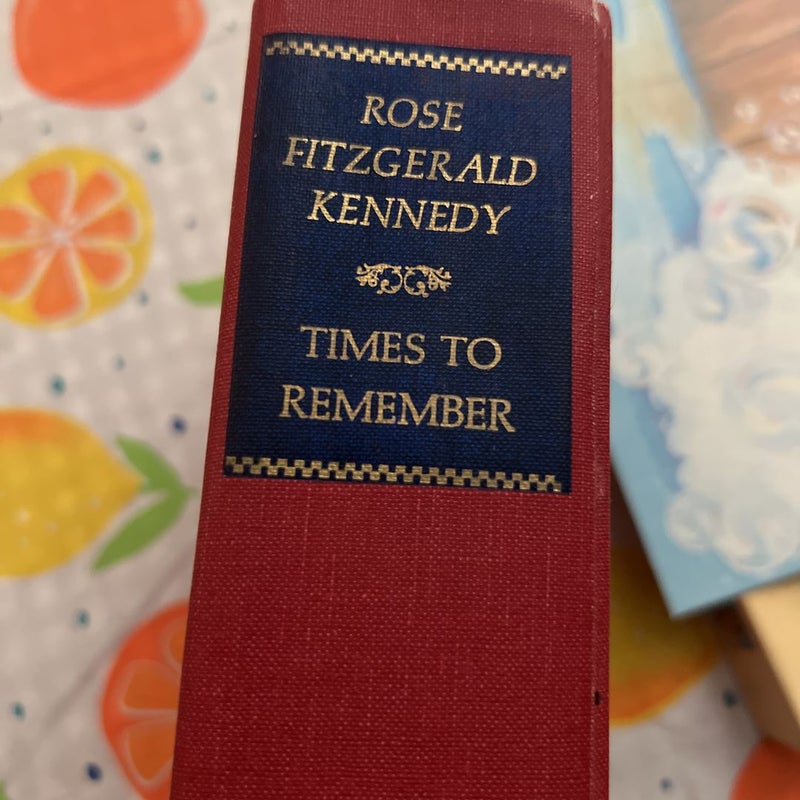 ROSE
FITZGERALD
KENNEDY
TIMES TO
REMEMBER